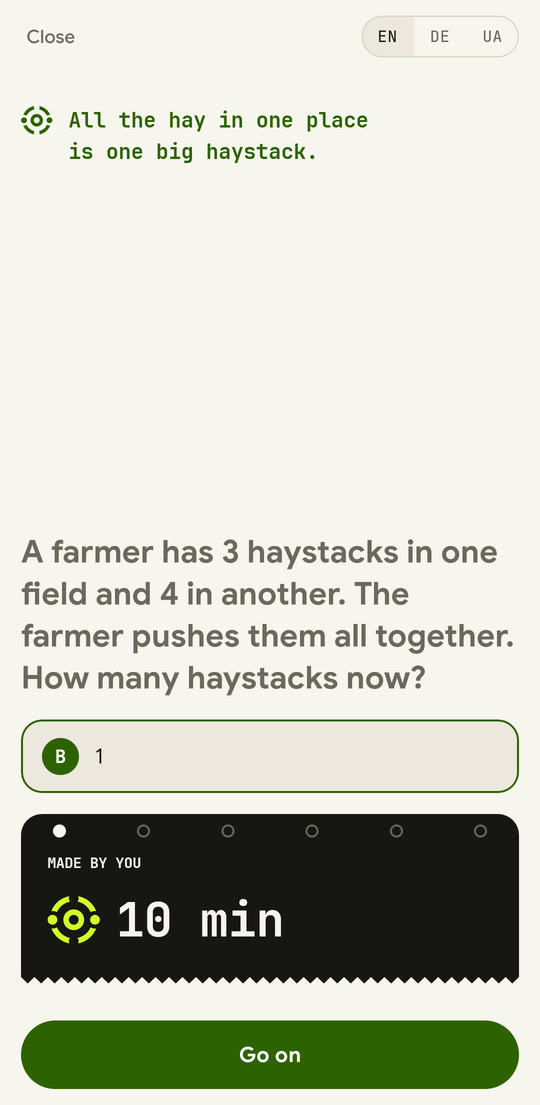 Close
EN DE UA
All the hay in one place
is one big haystack.
A farmer has 3 haystacks in one
field and 4 in another. The
farmer pushes them all together.
How many haystacks now?
B 1
MADE BY YOU
10 min
Go on